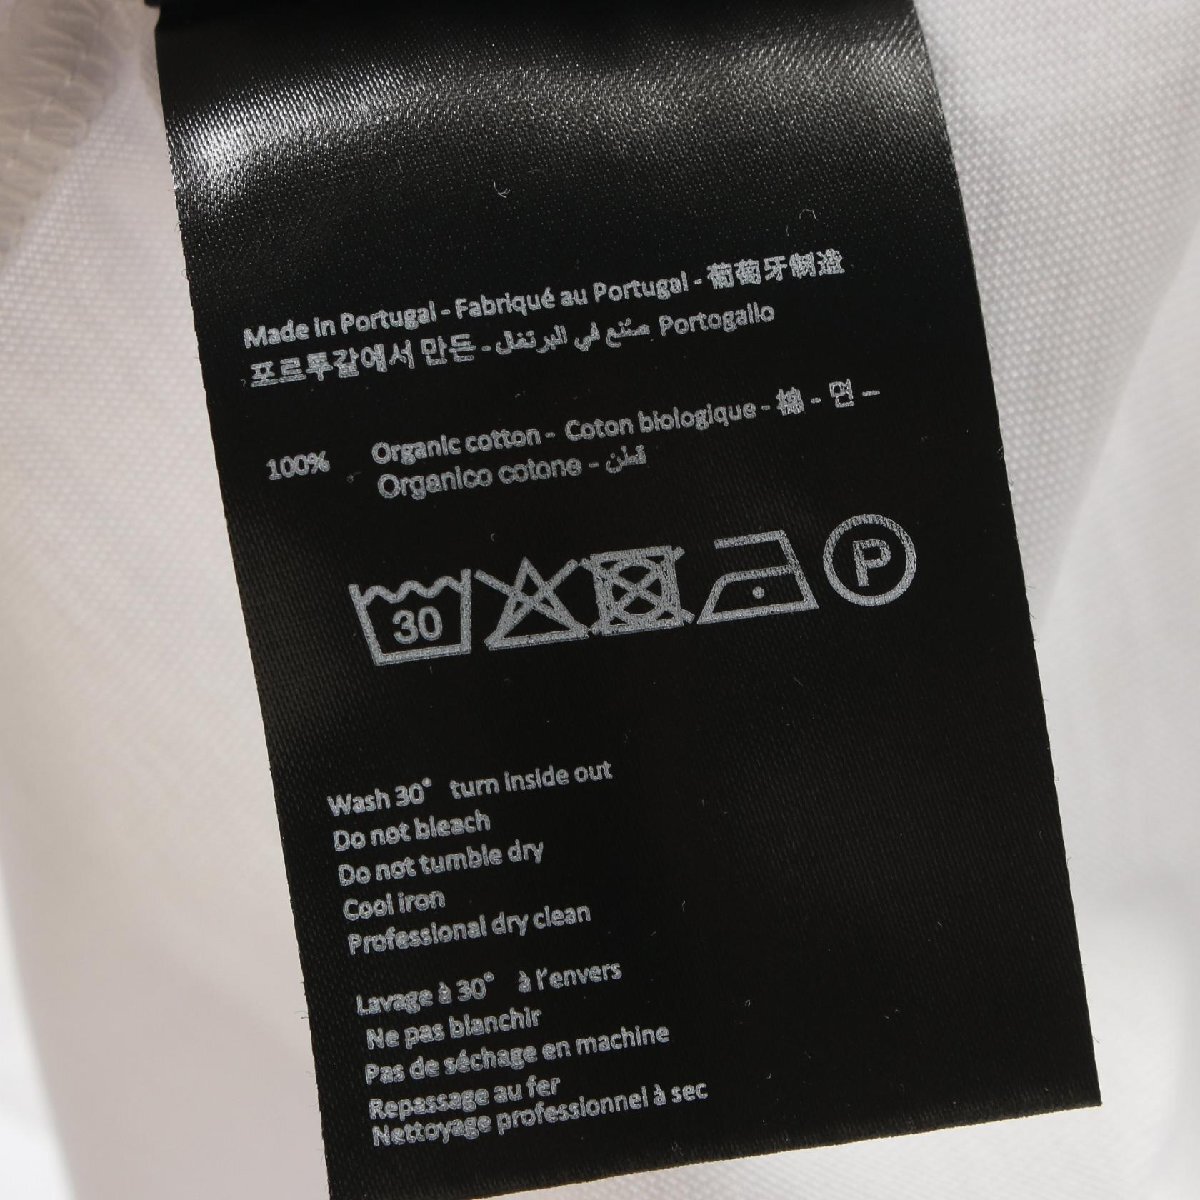 Made in Portugal - Fabriqué au Portugal - 葡萄牙制造
포르투갈에서 만든 - صنع في البرتغال Portogallo
100% Organic cotton - Coton biologique - 棉 - 면 –
Organico cotone - قطن
30 P
Wash 30° turn inside out
Do not bleach
Do not tumble dry
Cool iron
Professional dry clean
Lavage à 30° à l'envers
Ne pas blanchir
Pas de séchage en machine
Repassage au fer
Nettoyage professionnel à sec